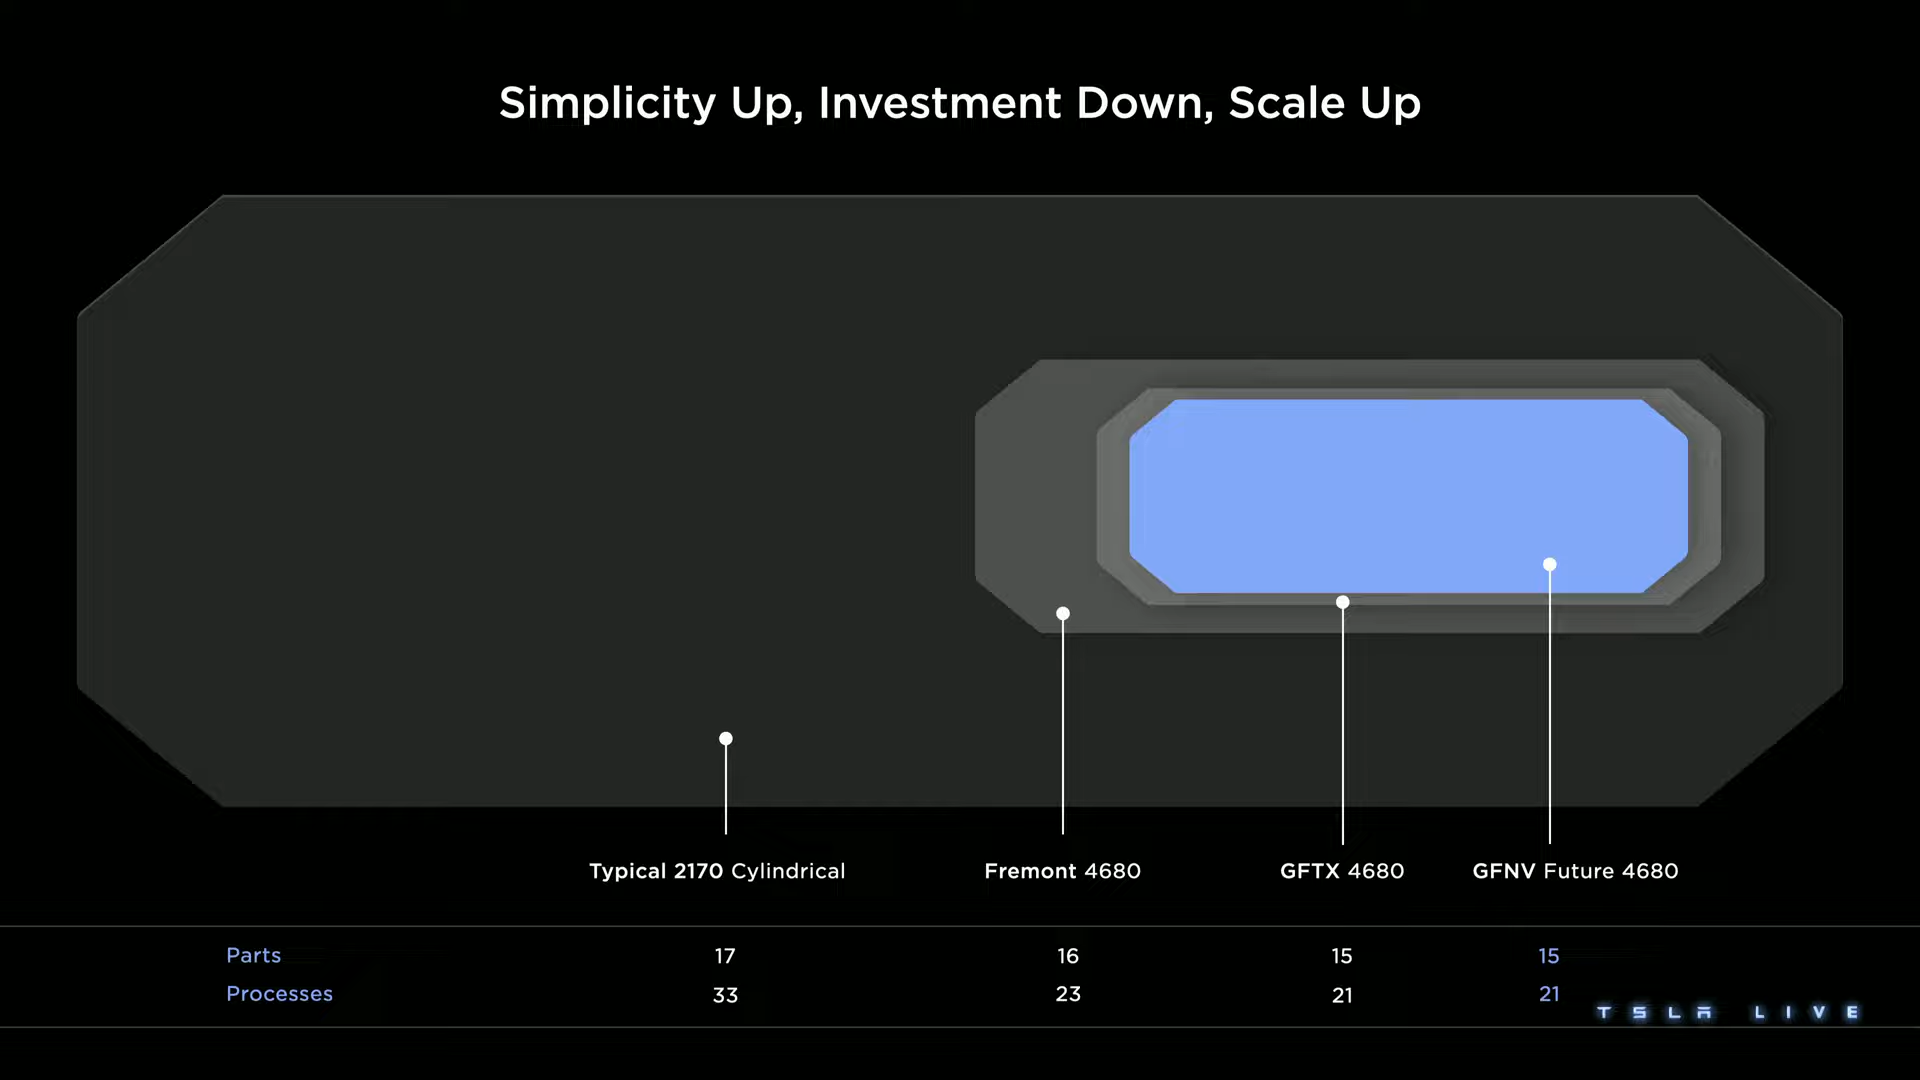 Simplicity Up, Investment Down, Scale Up
Typical 2170 Cylindrical
Fremont 4680
GFTX 4680
GFNV Future 4680
Parts 17 16 15 15
Processes 33 23 21 21
TSLA LIVE